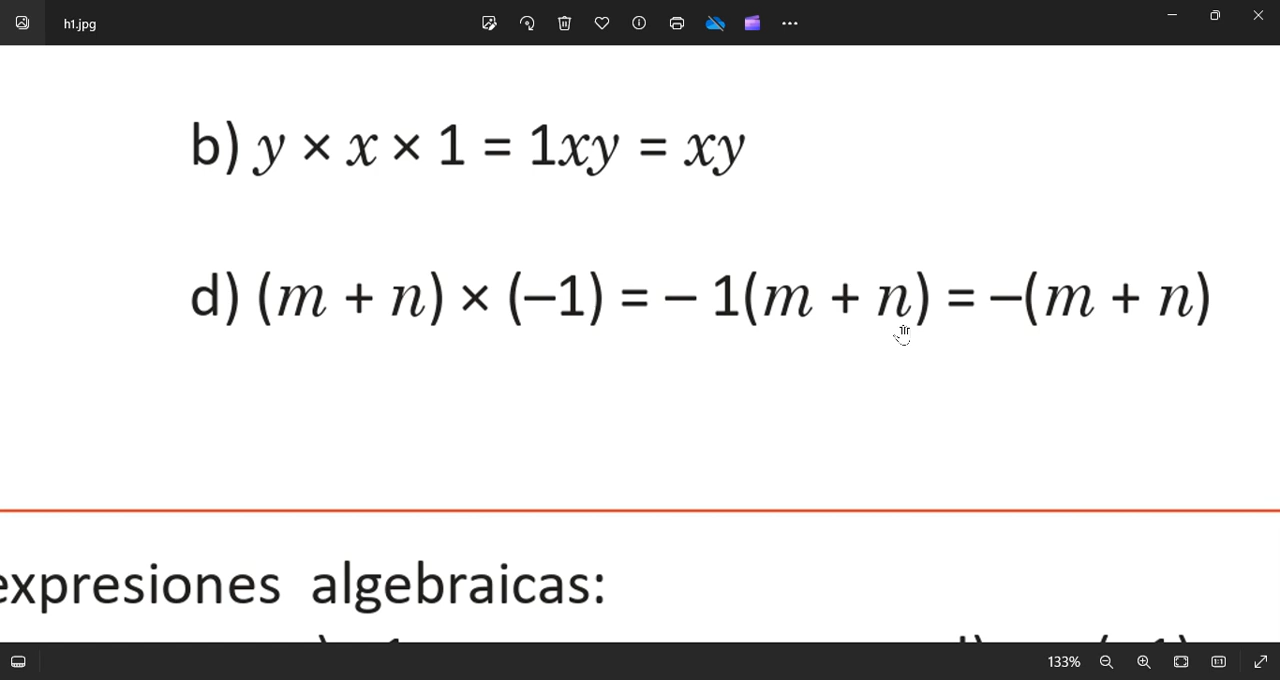 h1.jpg
b) y × x × 1 = 1xy = xy
d) (m + n) × (–1) = – 1(m + n) = –(m + n)
expresiones algebraicas:
133%